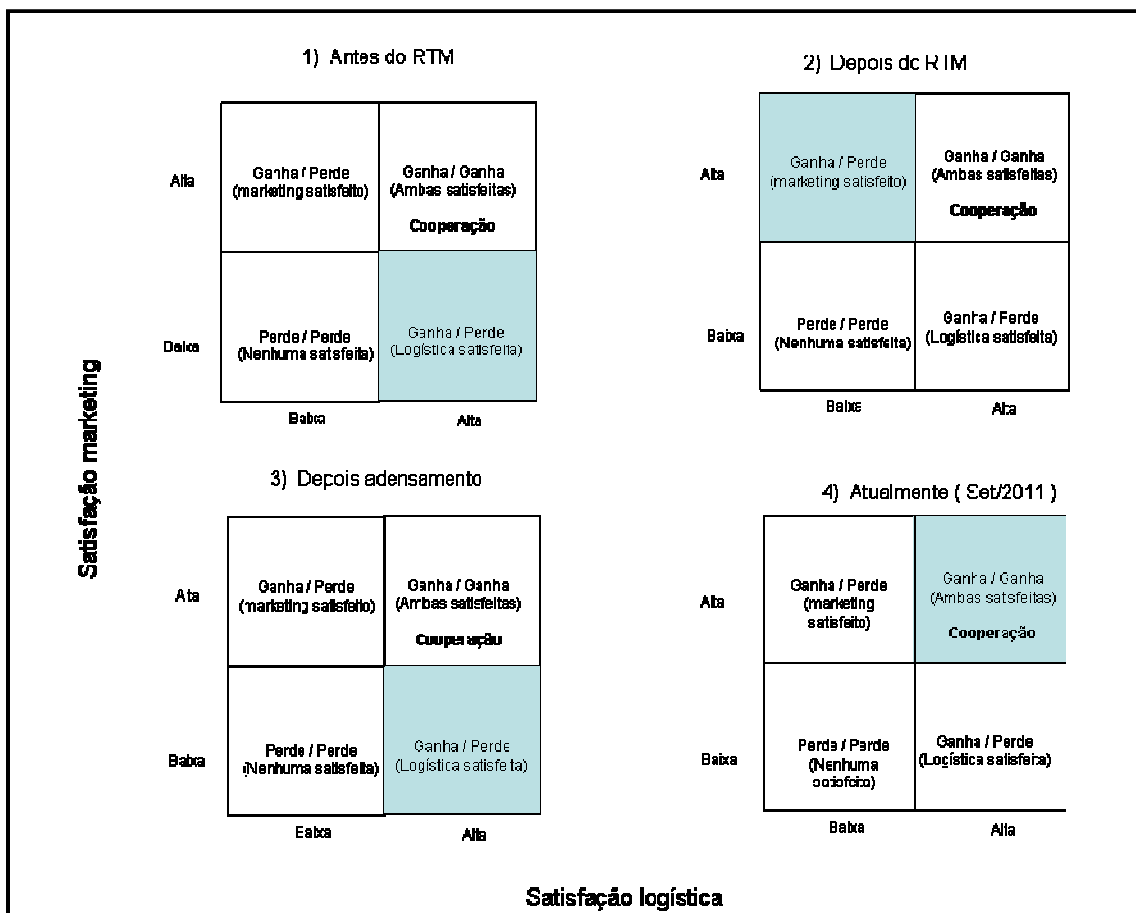 1) Antes do RTM
Alta
Ganha / Perde
(marketing satisfeito)
Ganha / Ganha
(Ambas satisfeitas)
Cooperação
Baixa
Perde / Perde
(Nenhuma satisfeita)
Ganha / Perde
(Logística satisfeita)
Baixa
Alta
2) Depois do RTM
Alta
Ganha / Perde
(marketing satisfeito)
Ganha / Ganha
(Ambas satisfeitas)
Cooperação
Baixa
Perde / Perde
(Nenhuma satisfeita)
Ganha / Perde
(Logística satisfeita)
Baixa
Alta
Satisfação marketing
3) Depois adensamento
Alta
Ganha / Perde
(marketing satisfeito)
Ganha / Ganha
(Ambas satisfeitas)
Cooperação
Baixa
Perde / Perde
(Nenhuma satisfeita)
Ganha / Perde
(Logística satisfeita)
Baixa
Alta
4) Atualmente ( Set/2011 )
Alta
Ganha / Perde
(marketing
satisfeito)
Ganha / Ganha
(Ambas satisfeitas)
Cooperação
Baixa
Perde / Perde
(Nenhuma
Ganha / Perde
(Logística satisfeita)
Baixa
Alta
Satisfação logística